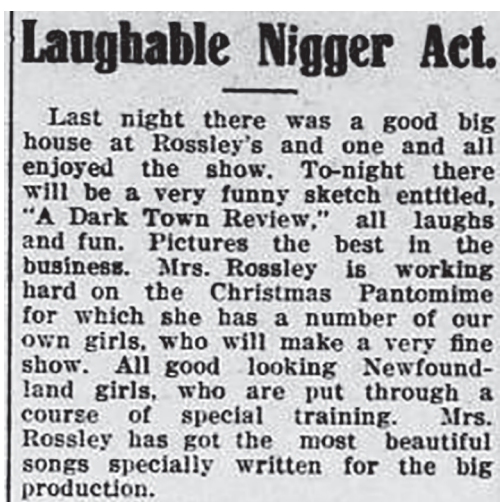 Laughable Nigger Act.
Last night there was a good big
house at Rossley's and one and all
enjoyed the show. To-night there
will be a very funny sketch entitled,
"A Dark Town Review," all laughs
and fun. Pictures the best in the
business. Mrs. Rossley is working
hard on the Christmas Pantomime
for which she has a number of our
own girls, who will make a very fine
show. All good looking Newfound-
land girls, who are put through a
course of special training. Mrs.
Rossley has got the most beautiful
songs specially written for the big
production.